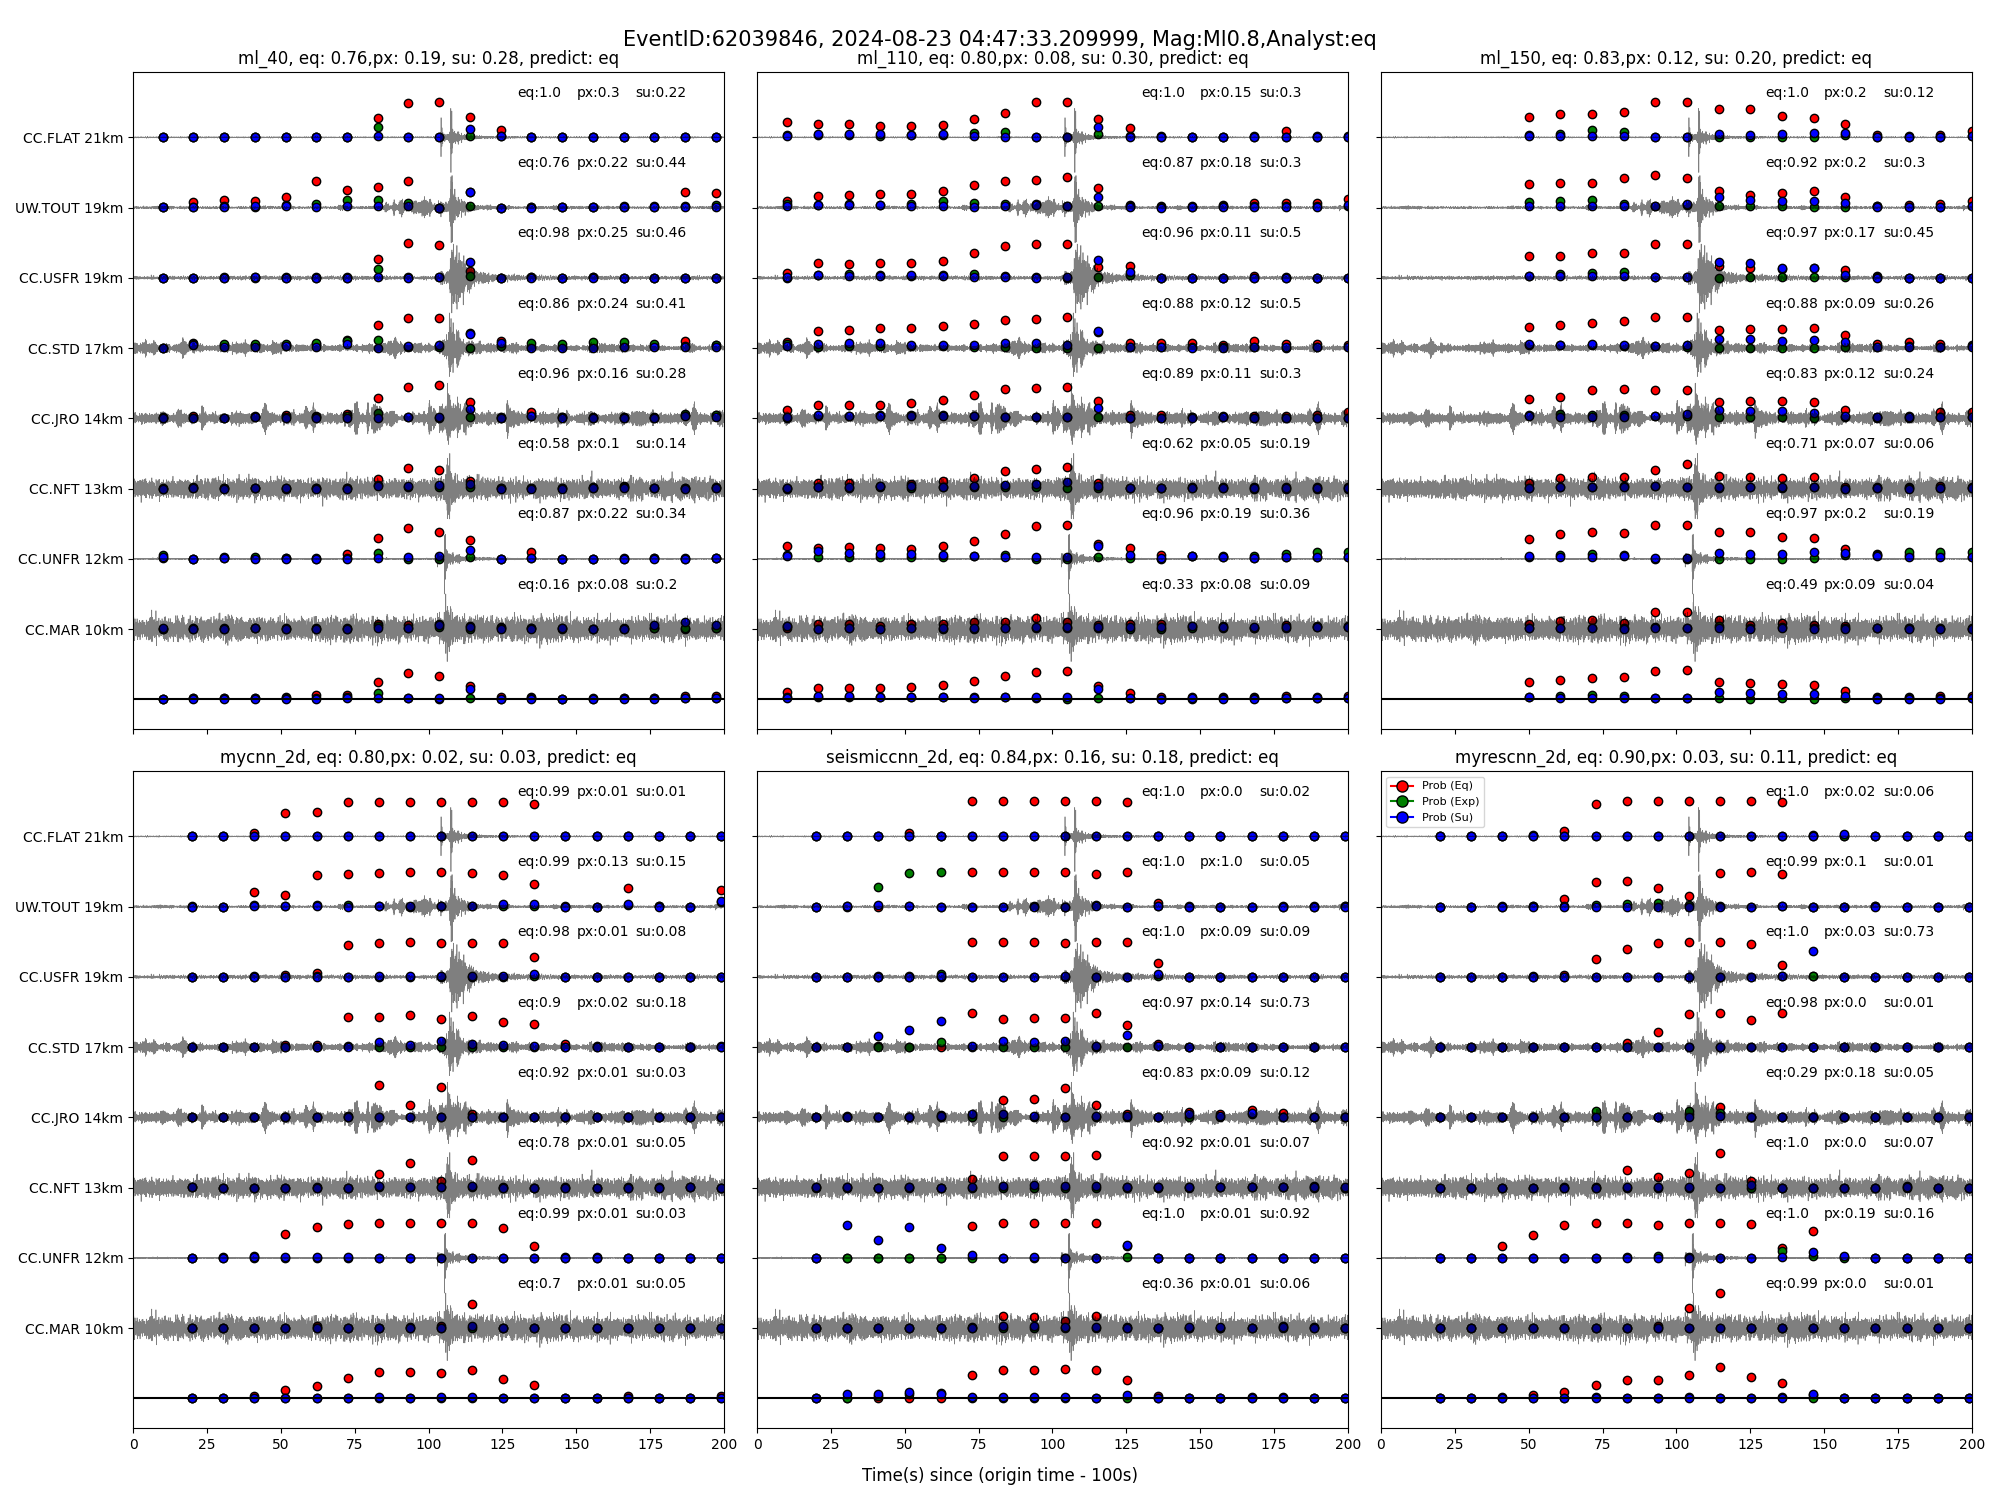 EventID:62039846, 2024-08-23 04:47:33.209999, Mag:Ml0.8,Analyst:eq
ml_40, eq: 0.76,px: 0.19, su: 0.28, predict: eq
CC.FLAT 21km
eq:1.0 px:0.3 su:0.22
UW.TOUT 19km
eq:0.76 px:0.22 su:0.44
CC.USFR 19km
eq:0.98 px:0.25 su:0.46
CC.STD 17km
eq:0.86 px:0.24 su:0.41
CC.JRO 14km
eq:0.96 px:0.16 su:0.28
CC.NFT 13km
eq:0.58 px:0.1 su:0.14
CC.UNFR 12km
eq:0.87 px:0.22 su:0.34
CC.MAR 10km
eq:0.16 px:0.08 su:0.2
ml_110, eq: 0.80,px: 0.08, su: 0.30, predict: eq
eq:1.0 px:0.15 su:0.3
eq:0.87 px:0.18 su:0.3
eq:0.96 px:0.11 su:0.5
eq:0.88 px:0.12 su:0.5
eq:0.89 px:0.11 su:0.3
eq:0.62 px:0.05 su:0.19
eq:0.96 px:0.19 su:0.36
eq:0.33 px:0.08 su:0.09
ml_150, eq: 0.83,px: 0.12, su: 0.20, predict: eq
eq:1.0 px:0.2 su:0.12
eq:0.92 px:0.2 su:0.3
eq:0.97 px:0.17 su:0.45
eq:0.88 px:0.09 su:0.26
eq:0.83 px:0.12 su:0.24
eq:0.71 px:0.07 su:0.06
eq:0.97 px:0.2 su:0.19
eq:0.49 px:0.09 su:0.04
mycnn_2d, eq: 0.80,px: 0.02, su: 0.03, predict: eq
CC.FLAT 21km
eq:0.99 px:0.01 su:0.01
UW.TOUT 19km
eq:0.99 px:0.13 su:0.15
CC.USFR 19km
eq:0.98 px:0.01 su:0.08
CC.STD 17km
eq:0.9 px:0.02 su:0.18
CC.JRO 14km
eq:0.92 px:0.01 su:0.03
CC.NFT 13km
eq:0.78 px:0.01 su:0.05
CC.UNFR 12km
eq:0.99 px:0.01 su:0.03
CC.MAR 10km
eq:0.7 px:0.01 su:0.05
0 25 50 75 100 125 150 175 200
seismiccnn_2d, eq: 0.84,px: 0.16, su: 0.18, predict: eq
eq:1.0 px:0.0 su:0.02
eq:1.0 px:1.0 su:0.05
eq:1.0 px:0.09 su:0.09
eq:0.97 px:0.14 su:0.73
eq:0.83 px:0.09 su:0.12
eq:0.92 px:0.01 su:0.07
eq:1.0 px:0.01 su:0.92
eq:0.36 px:0.01 su:0.06
0 25 50 75 100 125 150 175 200
myrescnn_2d, eq: 0.90,px: 0.03, su: 0.11, predict: eq
Prob (Eq)
Prob (Exp)
Prob (Su)
eq:1.0 px:0.02 su:0.06
eq:0.99 px:0.1 su:0.01
eq:1.0 px:0.03 su:0.73
eq:0.98 px:0.0 su:0.01
eq:0.29 px:0.18 su:0.05
eq:1.0 px:0.0 su:0.07
eq:1.0 px:0.19 su:0.16
eq:0.99 px:0.0 su:0.01
0 25 50 75 100 125 150 175 200
Time(s) since (origin time - 100s)